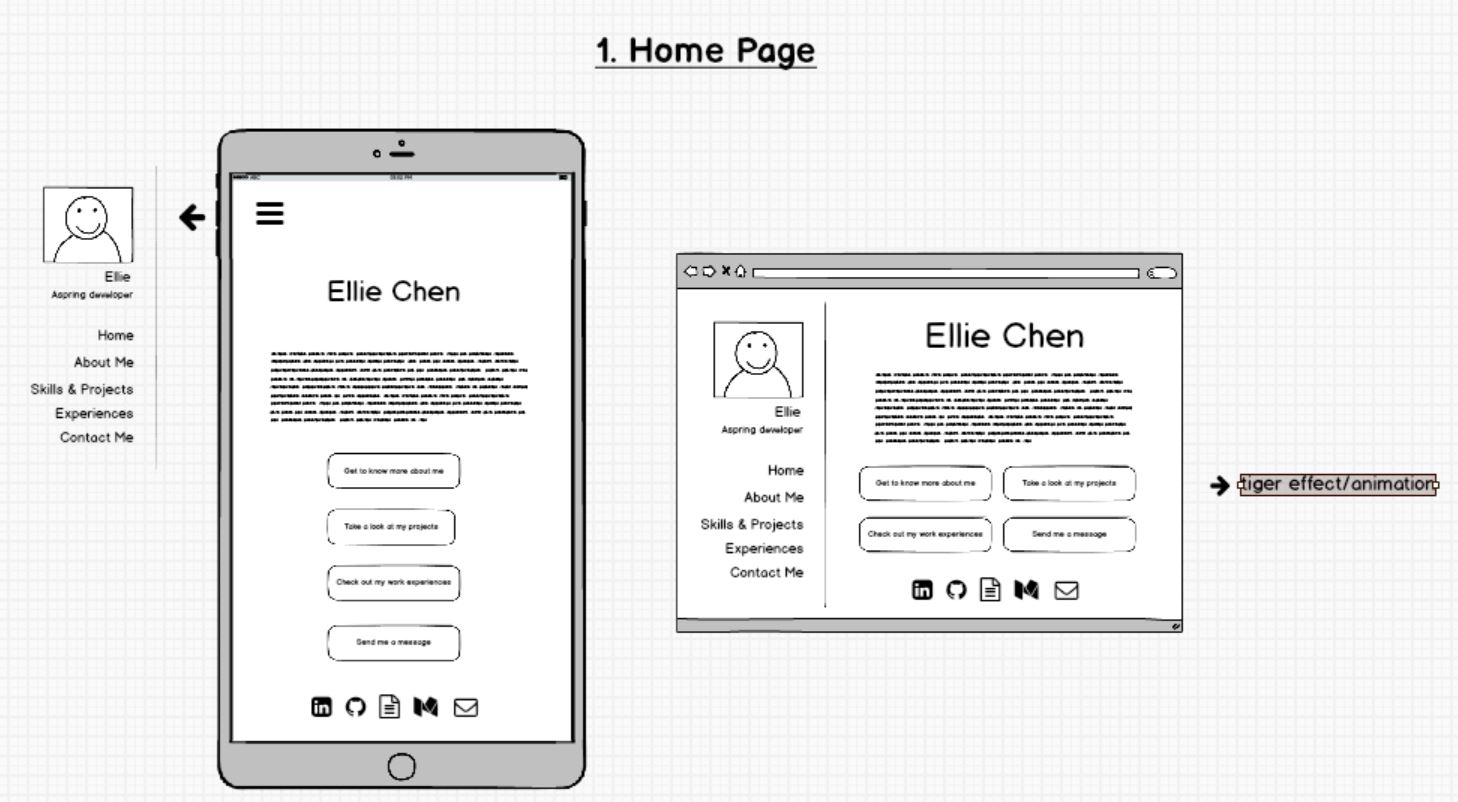 1. Home Page
Ellie
Aspring developer
Home
About Me
Skills & Projects
Experiences
Contact Me
Ellie Chen
Get to know more about me
Take a look at my projects
Check out my work experiences
Send me a message
in
Ellie
Aspring developer
Home
About Me
Skills & Projects
Experiences
Contact Me
Ellie Chen
Get to know more about me
Take a look at my projects
Check out my work experiences
Send me a message
in
tiger effect/animation